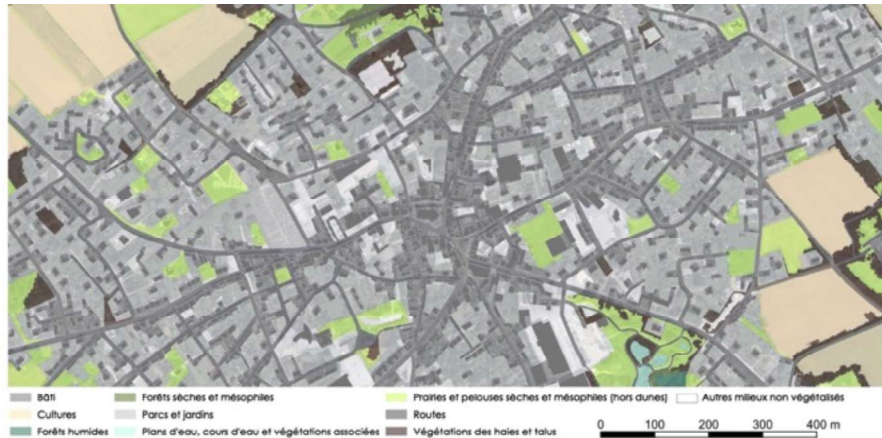 Bâti
Forêts sèches et mésophiles
Prairies et pelouses sèches et mésophiles (hors dunes)
Autres milieux non végétalisés
Cultures
Parcs et jardins
Routes
Forêts humides
Plans d'eau, cours d'eau et végétations associées
Végétations des haies et talus
0 100 200 300 400 m